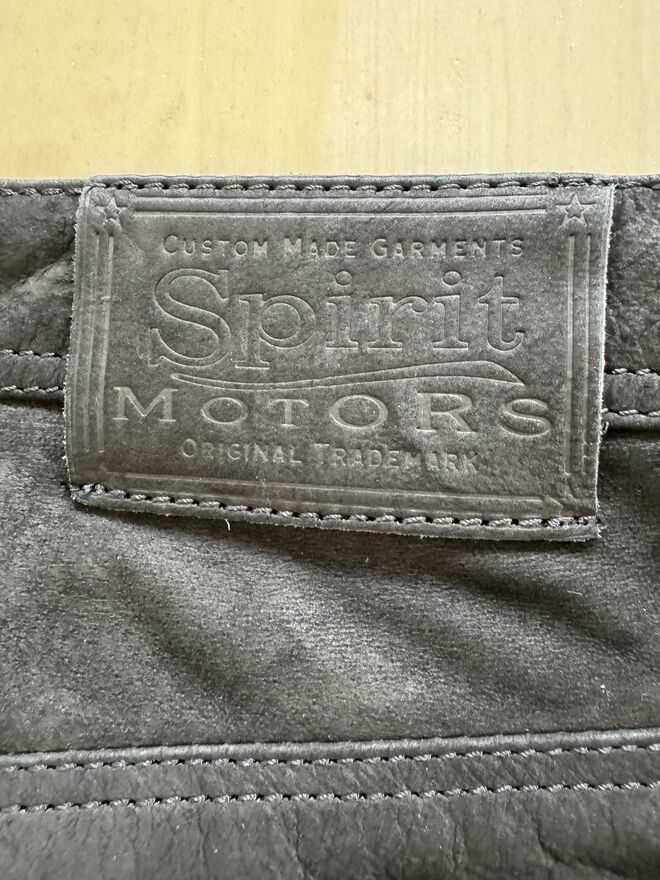 CUSTOM MADE GARMENTS
Spirit
MOTORS
ORIGINAL TRADEMARK